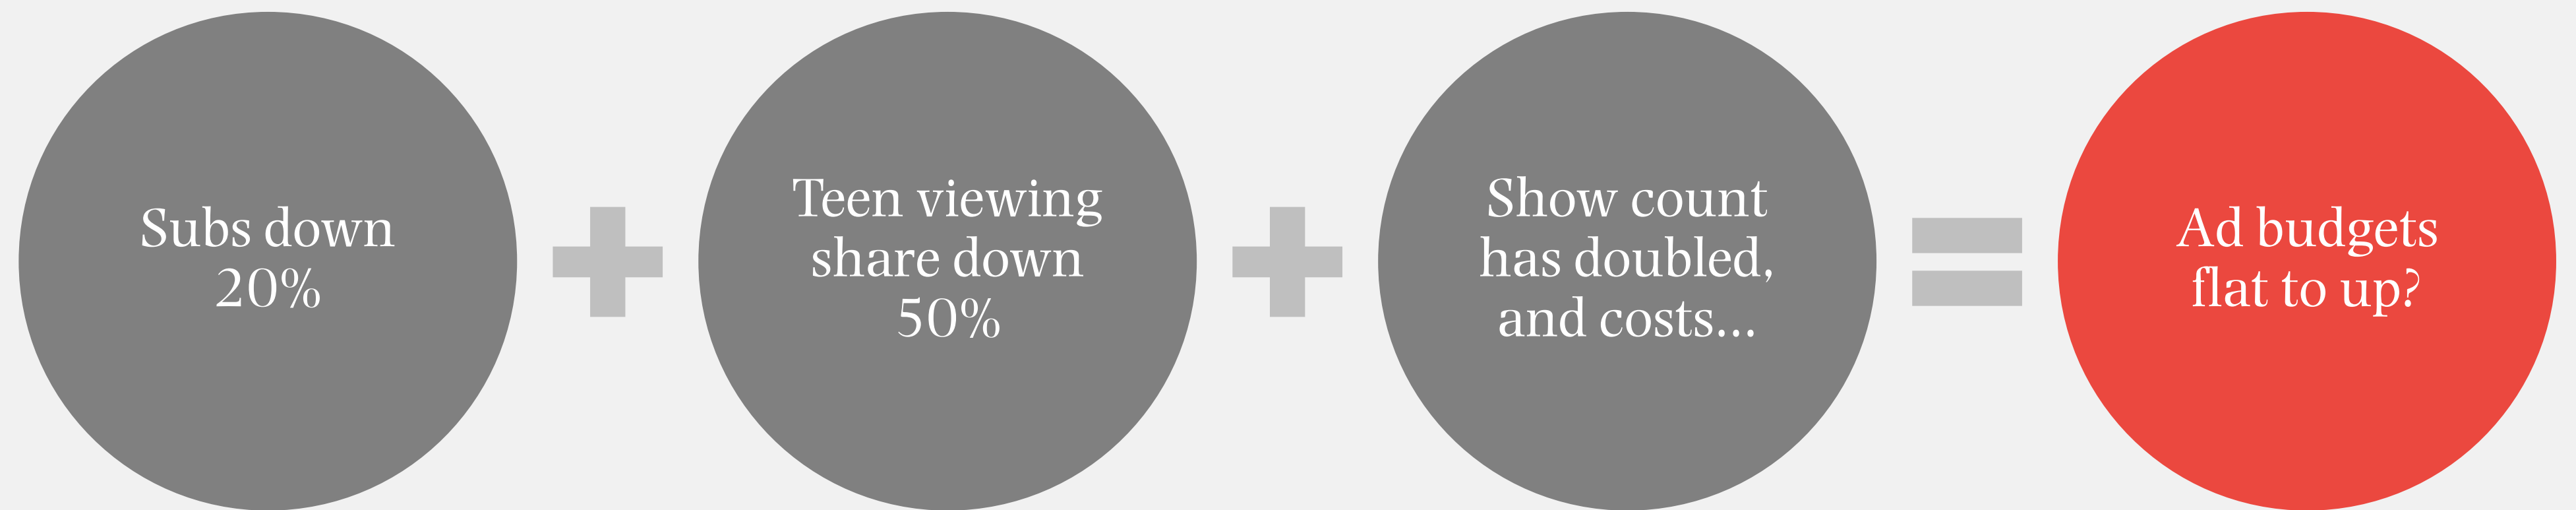 Subs down
20%
Teen viewing
share down
50%
Show count
has doubled,
and costs...
Ad budgets
flat to up?